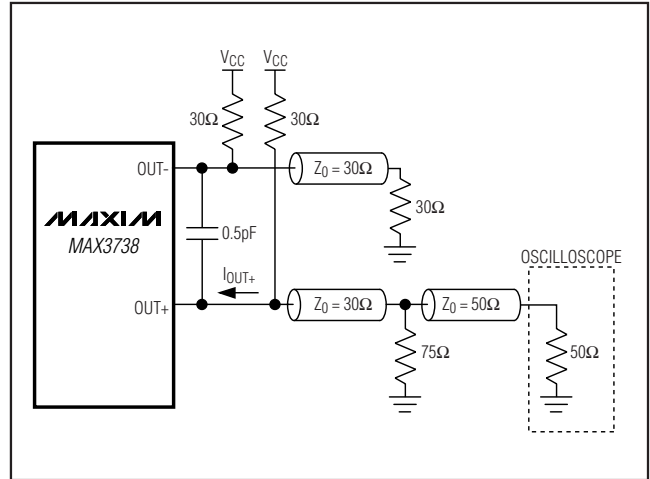 VCC VCC
30Ω 30Ω
OUT- Z0 = 30Ω
30Ω
MAXIM
MAX3738
0.5pF
OSCILLOSCOPE
IOUT+
OUT+ Z0 = 30Ω Z0 = 50Ω
75Ω 50Ω